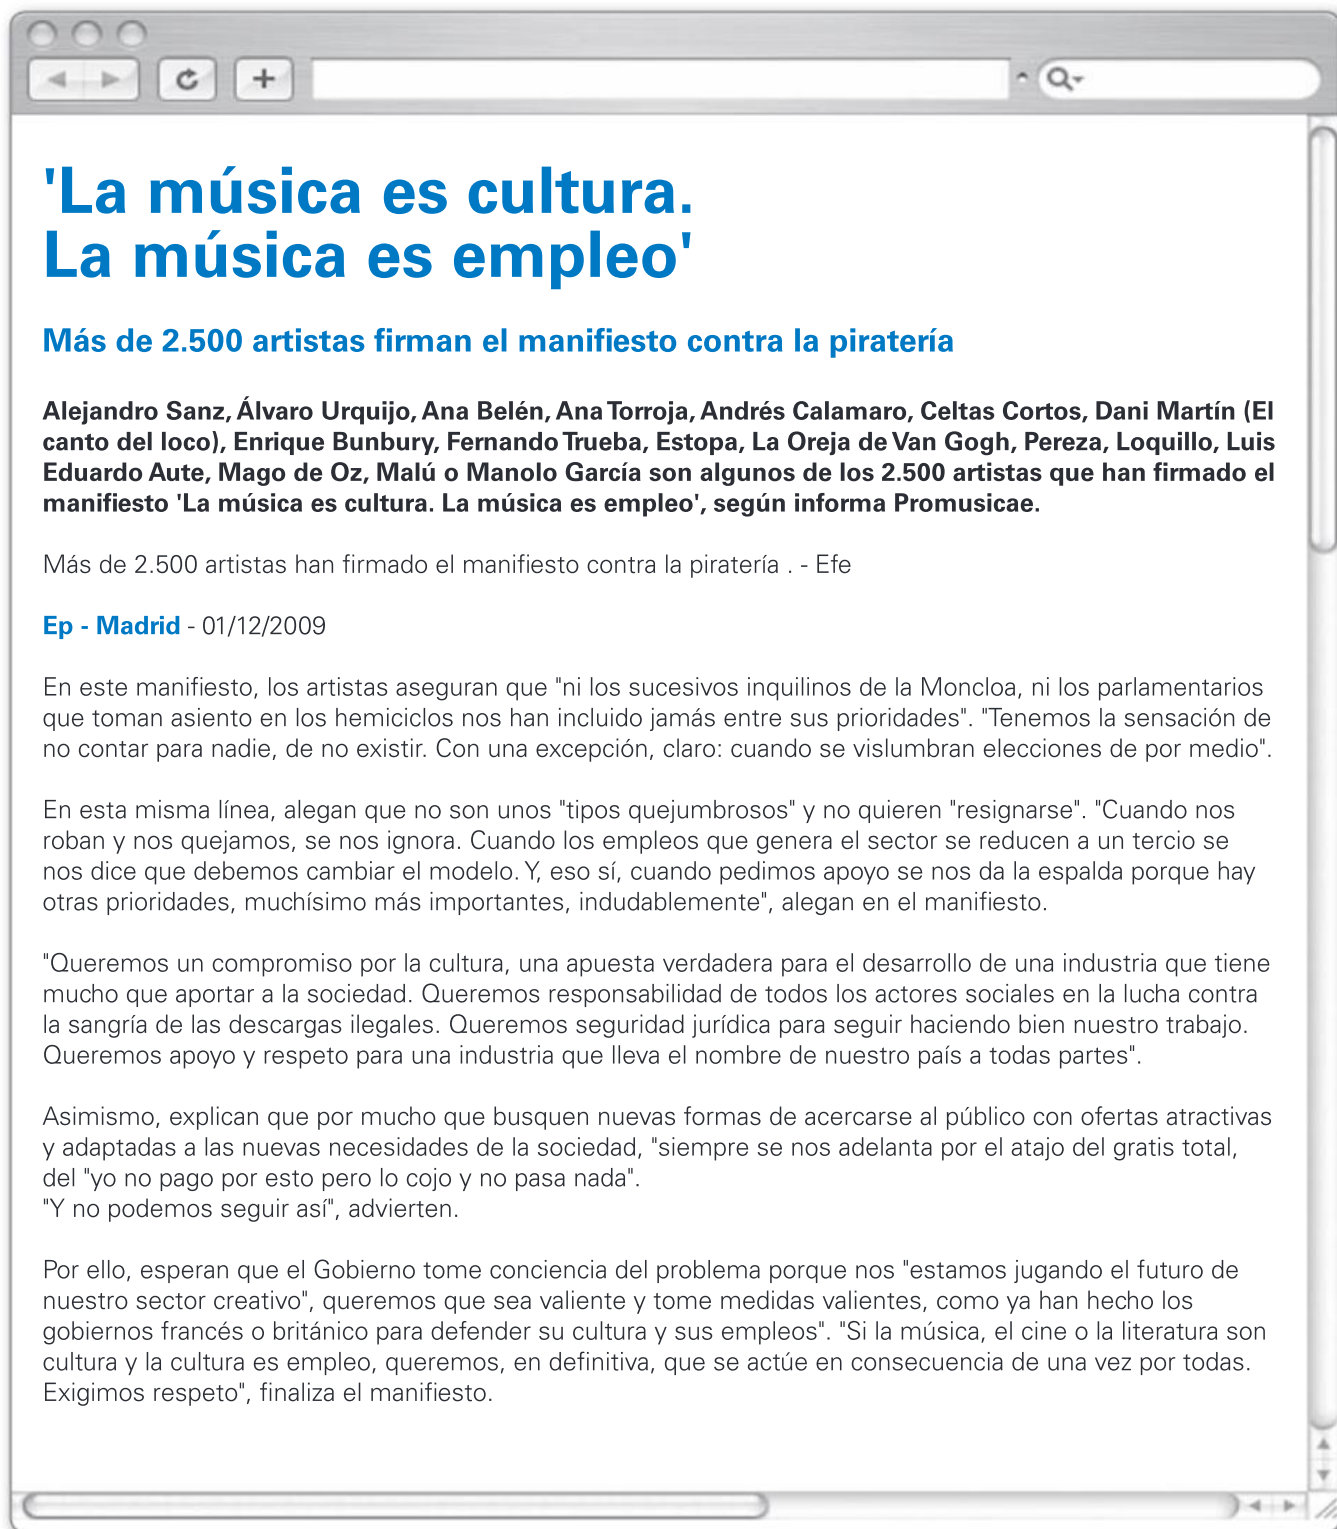 'La música es cultura.
La música es empleo'
Más de 2.500 artistas firman el manifiesto contra la piratería
Alejandro Sanz, Álvaro Urquijo, Ana Belén, Ana Torroja, Andrés Calamaro, Celtas Cortos, Dani Martín (El
canto del loco), Enrique Bunbury, Fernando Trueba, Estopa, La Oreja de Van Gogh, Pereza, Loquillo, Luis
Eduardo Aute, Mago de Oz, Malú o Manolo García son algunos de los 2.500 artistas que han firmado el
manifiesto 'La música es cultura. La música es empleo', según informa Promusicae.
Más de 2.500 artistas han firmado el manifiesto contra la piratería . - Efe
Ep - Madrid - 01/12/2009
En este manifiesto, los artistas aseguran que "ni los sucesivos inquilinos de la Moncloa, ni los parlamentarios
que toman asiento en los hemiciclos nos han incluido jamás entre sus prioridades". "Tenemos la sensación de
no contar para nadie, de no existir. Con una excepción, claro: cuando se vislumbran elecciones de por medio".
En esta misma línea, alegan que no son unos "tipos quejumbrosos" y no quieren "resignarse". "Cuando nos
roban y nos quejamos, se nos ignora. Cuando los empleos que genera el sector se reducen a un tercio se
nos dice que debemos cambiar el modelo. Y, eso sí, cuando pedimos apoyo se nos da la espalda porque hay
otras prioridades, muchísimo más importantes, indudablemente", alegan en el manifiesto.
"Queremos un compromiso por la cultura, una apuesta verdadera para el desarrollo de una industria que tiene
mucho que aportar a la sociedad. Queremos responsabilidad de todos los actores sociales en la lucha contra
la sangría de las descargas ilegales. Queremos seguridad jurídica para seguir haciendo bien nuestro trabajo.
Queremos apoyo y respeto para una industria que lleva el nombre de nuestro país a todas partes".
Asimismo, explican que por mucho que busquen nuevas formas de acercarse al público con ofertas atractivas
y adaptadas a las nuevas necesidades de la sociedad, "siempre se nos adelanta por el atajo del gratis total,
del "yo no pago por esto pero lo cojo y no pasa nada".
"Y no podemos seguir así", advierten.
Por ello, esperan que el Gobierno tome conciencia del problema porque nos "estamos jugando el futuro de
nuestro sector creativo", queremos que sea valiente y tome medidas valientes, como ya han hecho los
gobiernos francés o británico para defender su cultura y sus empleos". "Si la música, el cine o la literatura son
cultura y la cultura es empleo, queremos, en definitiva, que se actúe en consecuencia de una vez por todas.
Exigimos respeto", finaliza el manifiesto.